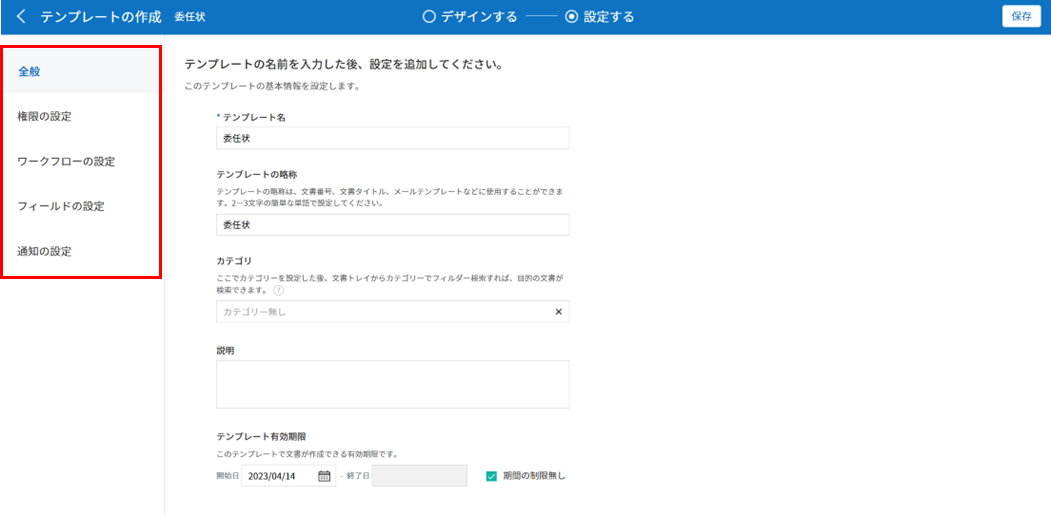 テンプレートの作成 委任状 デザインする 設定する 保存
全般
権限の設定
ワークフローの設定
フィールドの設定
通知の設定
テンプレートの名前を入力した後、設定を追加してください。
このテンプレートの基本情報を設定します。
* テンプレート名
委任状
テンプレートの略称
テンプレートの略称は、文書番号、文書タイトル、メールテンプレートなどに使用することができま
す。2－3文字の簡単な単語で設定してください。
委任状
カテゴリ
ここでカテゴリーを設定した後、文書トレイからカテゴリーでフィルター検索すれば、目的の文書が
検索できます。 ?
カテゴリー無し
説明
テンプレート有効期限
このテンプレートで文書が作成できる有効期限です。
開始日 2023/04/14 - 終了日 期間の制限無し